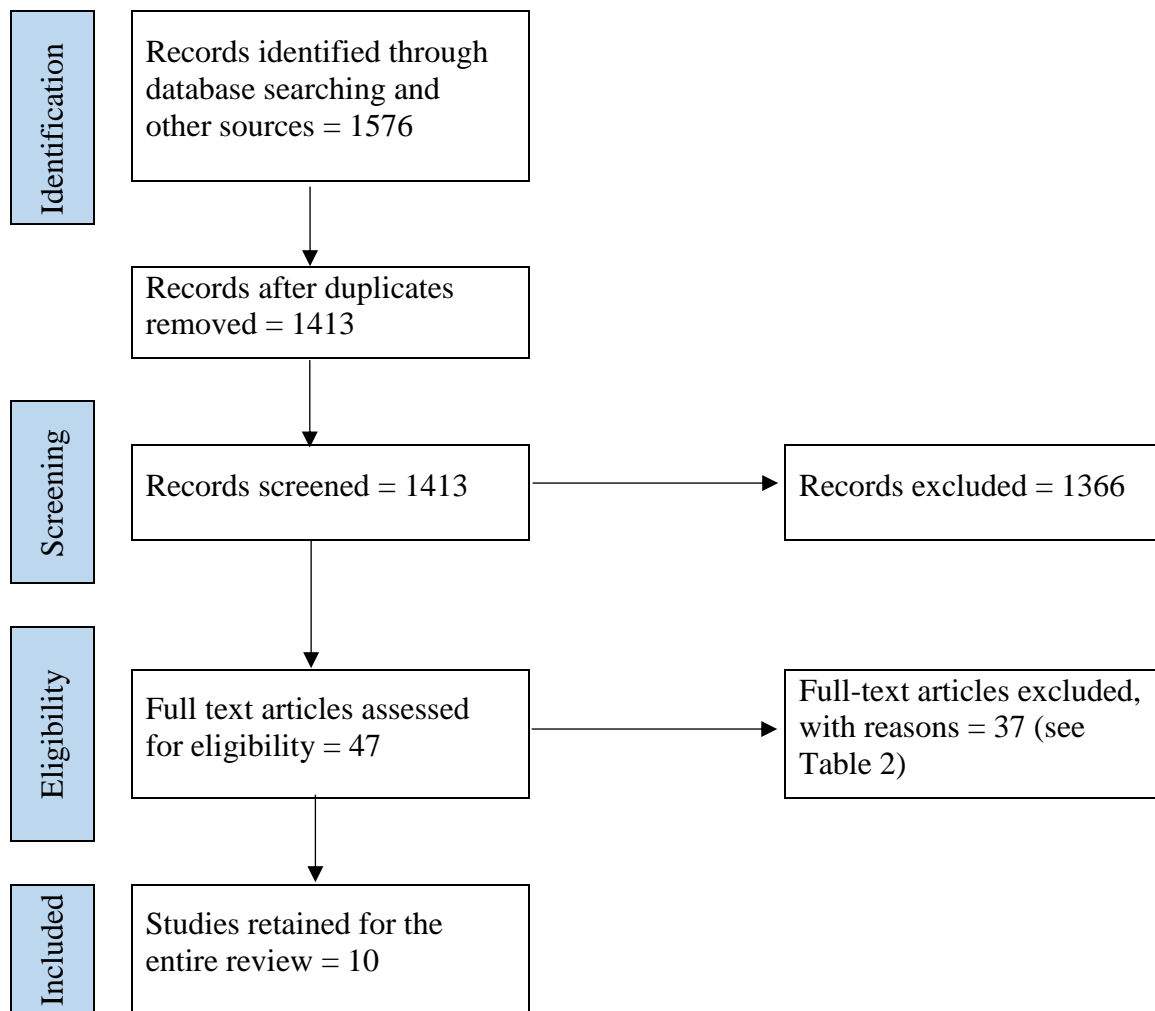 Identification
Records identified through
database searching and
other sources = 1576
Records after duplicates
removed = 1413
Screening
Records screened = 1413
Records excluded = 1366
Eligibility
Full text articles assessed
for eligibility = 47
Full-text articles excluded,
with reasons = 37 (see
Table 2)
Included
Studies retained for the
entire review = 10